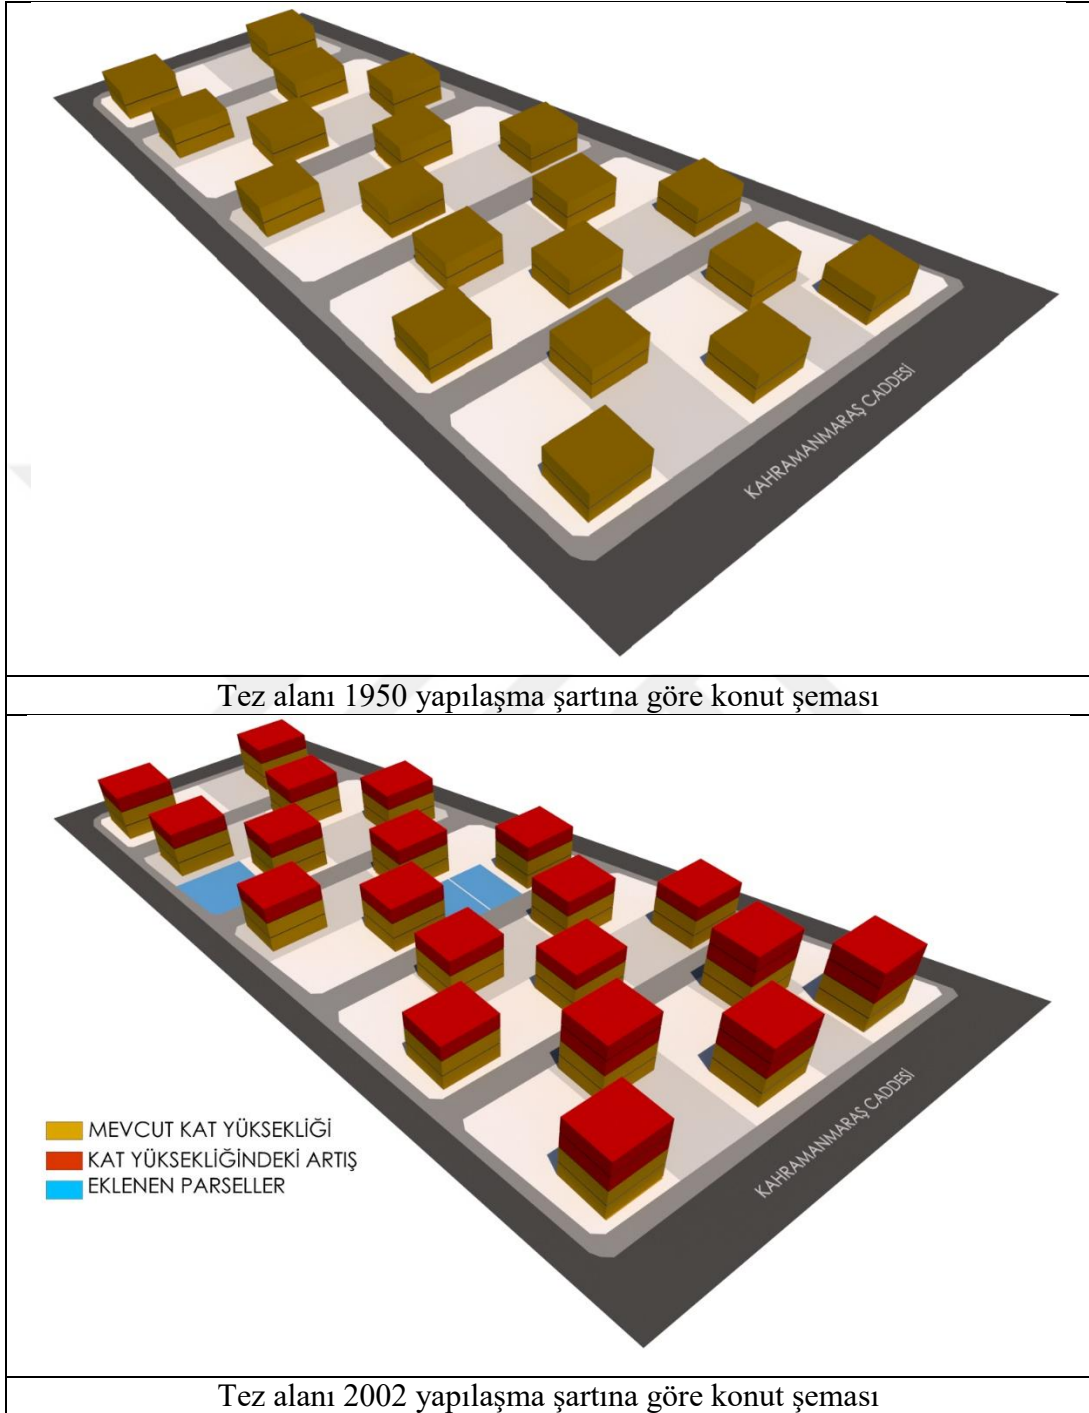 KAHRAMANMARAŞ CADDESİ
Tez alanı 1950 yapılaşma şartına göre konut şeması
MEVCUT KAT YÜKSEKLİĞİ
KAT YÜKSEKLİĞİNDEKİ ARTIŞ
EKLENEN PARSELLER
KAHRAMANMARAŞ CADDESİ
Tez alanı 2002 yapılaşma şartına göre konut şeması